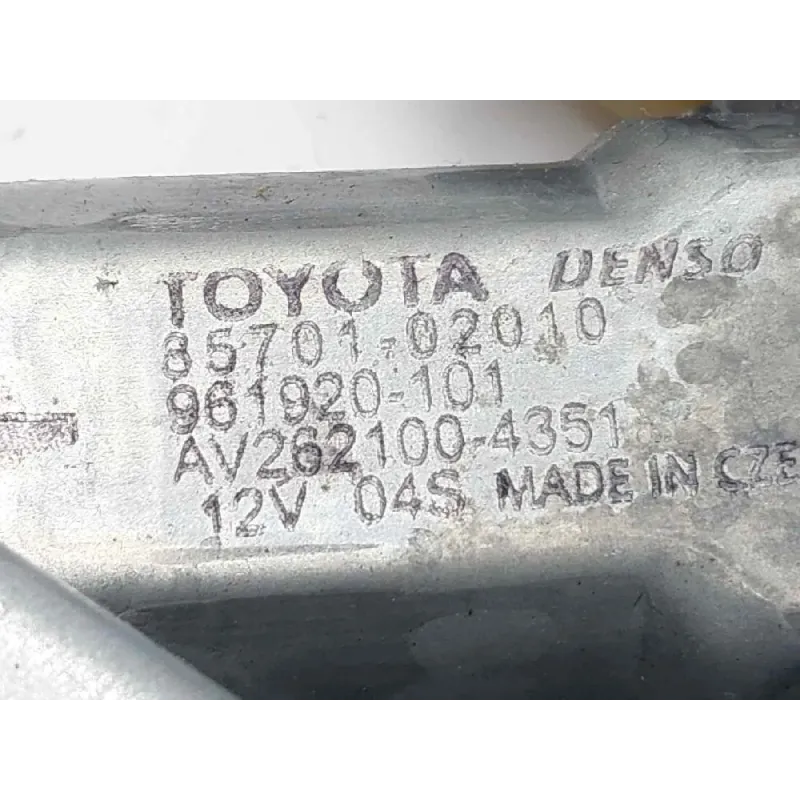 TOYOTA DENSO
85701-02010
961920-101
AV262100-4351
12V 04S MADE IN CZE